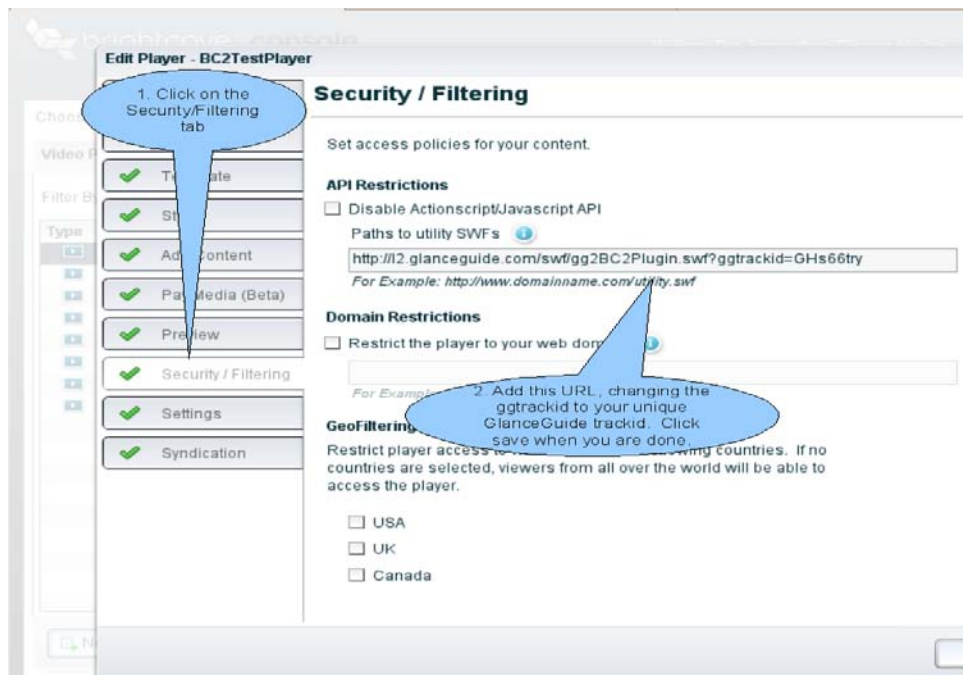 brightcove console
Edit Player - BC2TestPlayer
1. Click on the
Security/Filtering
tab
Security / Filtering
Set access policies for your content.
API Restrictions
Disable Actionscript/Javascript API
Paths to utility SWFs
http://l2.glanceguide.com/swf/gg2BC2Plugin.swf?ggtrackid=GHs66try
For Example: http://www.domainname.com/utility.swf
Domain Restrictions
Restrict the player to your web
For
2. Add this URL, changing the
ggtrackid to your unique
GlanceGuide trackid. Click
save when you are done.
GeoFiltering
Restrict player access to countries. If no
countries are selected, viewers from all over the world will be able to
access the player.
USA
UK
Canada
Video
Filter
Type
Content
Media (Beta)
Preview
Security / Filtering
Settings
Syndication